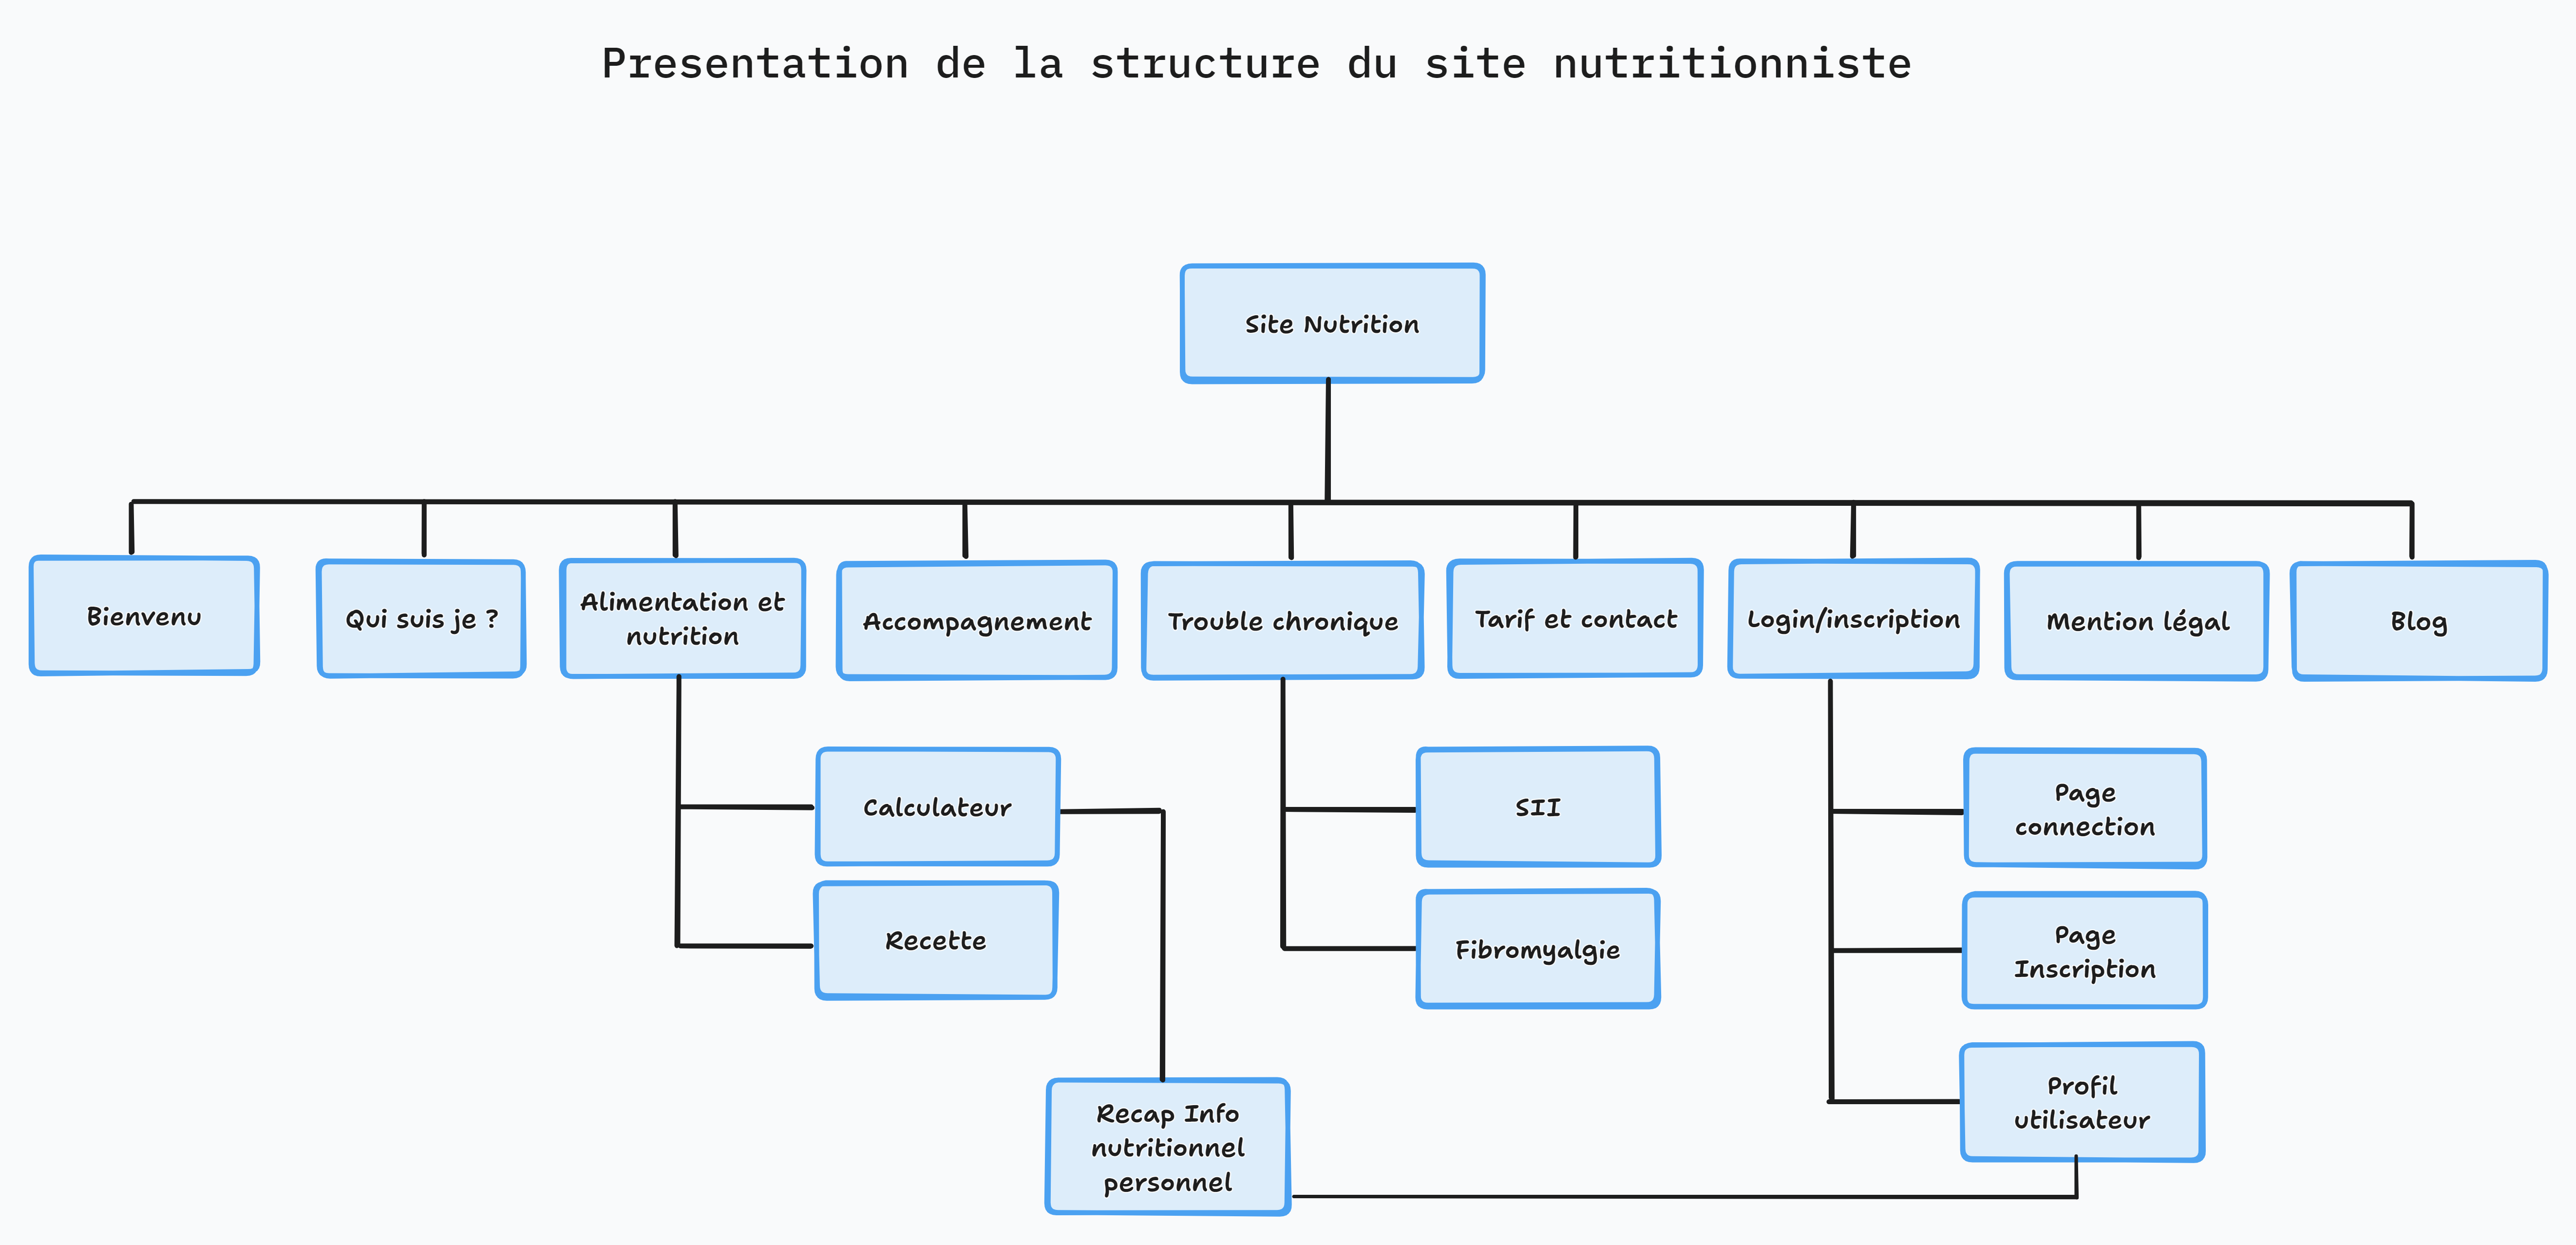 Presentation de la structure du site nutritionniste
Site Nutrition
Bienvenu
Qui suis je ?
Alimentation et
nutrition
Accompagnement
Trouble chronique
Tarif et contact
Login/inscription
Mention légal
Blog
Calculateur
Recette
SII
Fibromyalgie
Page
connection
Page
Inscription
Profil
utilisateur
Recap Info
nutritionnel
personnel